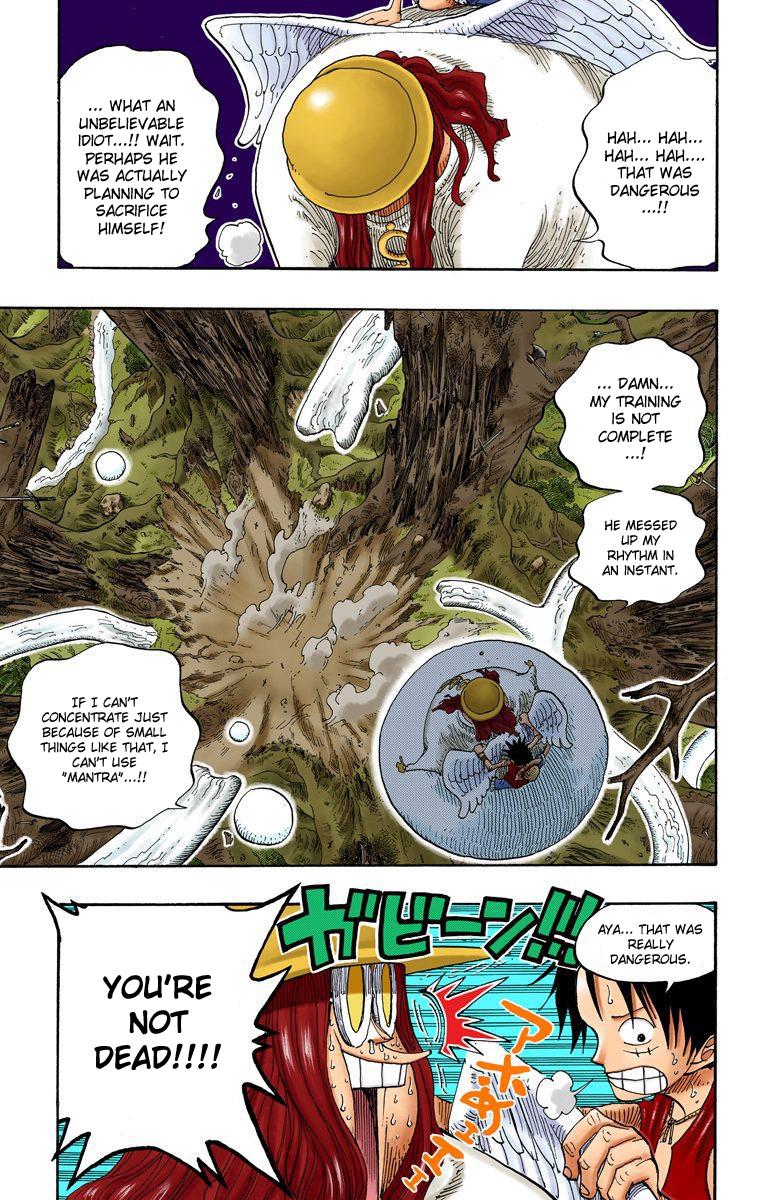 HAH... HAH...
HAH... HAH....
THAT WAS
DANGEROUS
...!!
... WHAT AN
UNBELIEVABLE
IDIOT...!! WAIT.
PERHAPS HE
WAS ACTUALLY
PLANNING TO
SACRIFICE
HIMSELF!
... DAMN...
MY TRAINING
IS NOT
COMPLETE
...!
HE MESSED
UP MY
RHYTHM IN
AN INSTANT.
IF I CAN'T
CONCENTRATE JUST
BECAUSE OF SMALL
THINGS LIKE THAT, I
CAN'T USE
"MANTRA"...!!
AYA... THAT WAS
REALLY
DANGEROUS.
ガビーン!!!
YOU'RE
NOT
DEAD!!!!